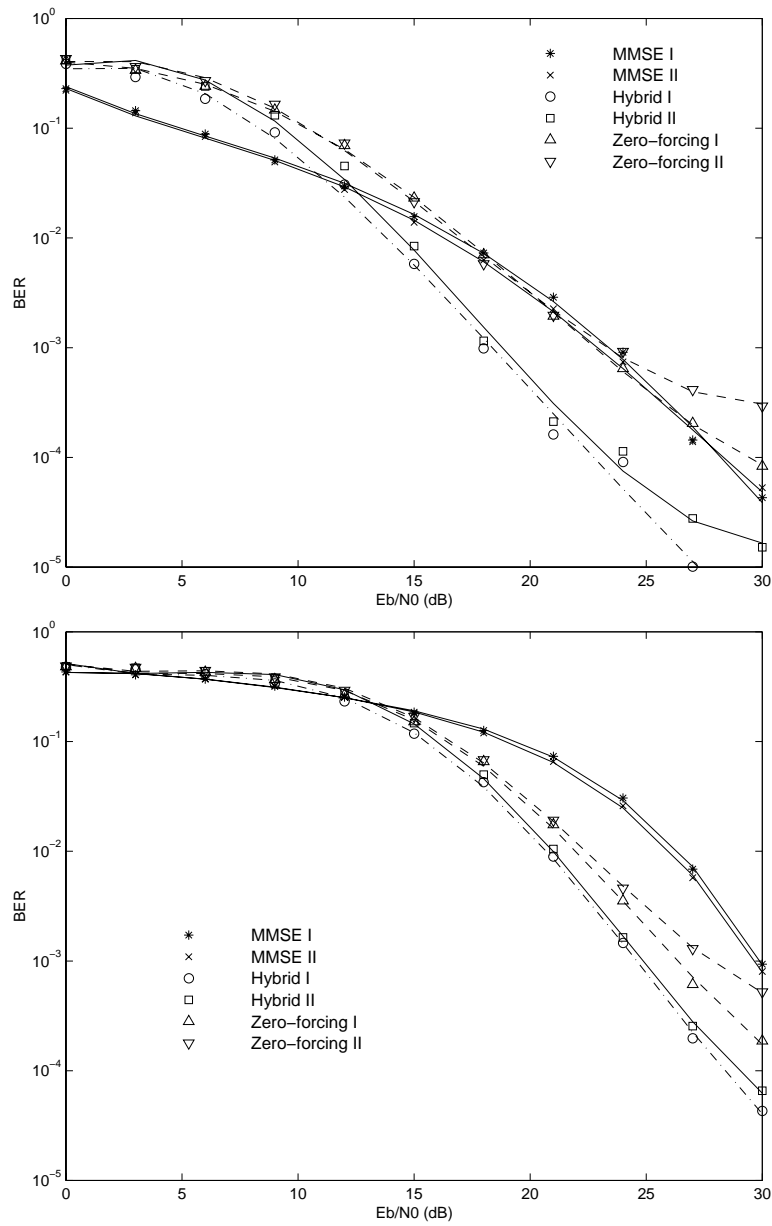 10^0
10^-1
10^-2
10^-3
10^-4
10^-5
BER
MMSE I
MMSE II
Hybrid I
Hybrid II
Zero-forcing I
Zero-forcing II
0 5 10 15 20 25 30
Eb/N0 (dB)
10^0
10^-1
10^-2
10^-3
10^-4
10^-5
BER
MMSE I
MMSE II
Hybrid I
Hybrid II
Zero-forcing I
Zero-forcing II
0 5 10 15 20 25 30
Eb/N0 (dB)